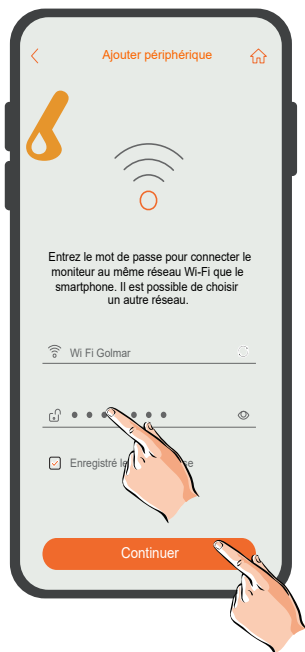 Ajouter périphérique
Entrez le mot de passe pour connecter le
moniteur au même réseau Wi-Fi que le
smartphone. Il est possible de choisir
un autre réseau.
Wi Fi Golmar
Enregistré
Continuer